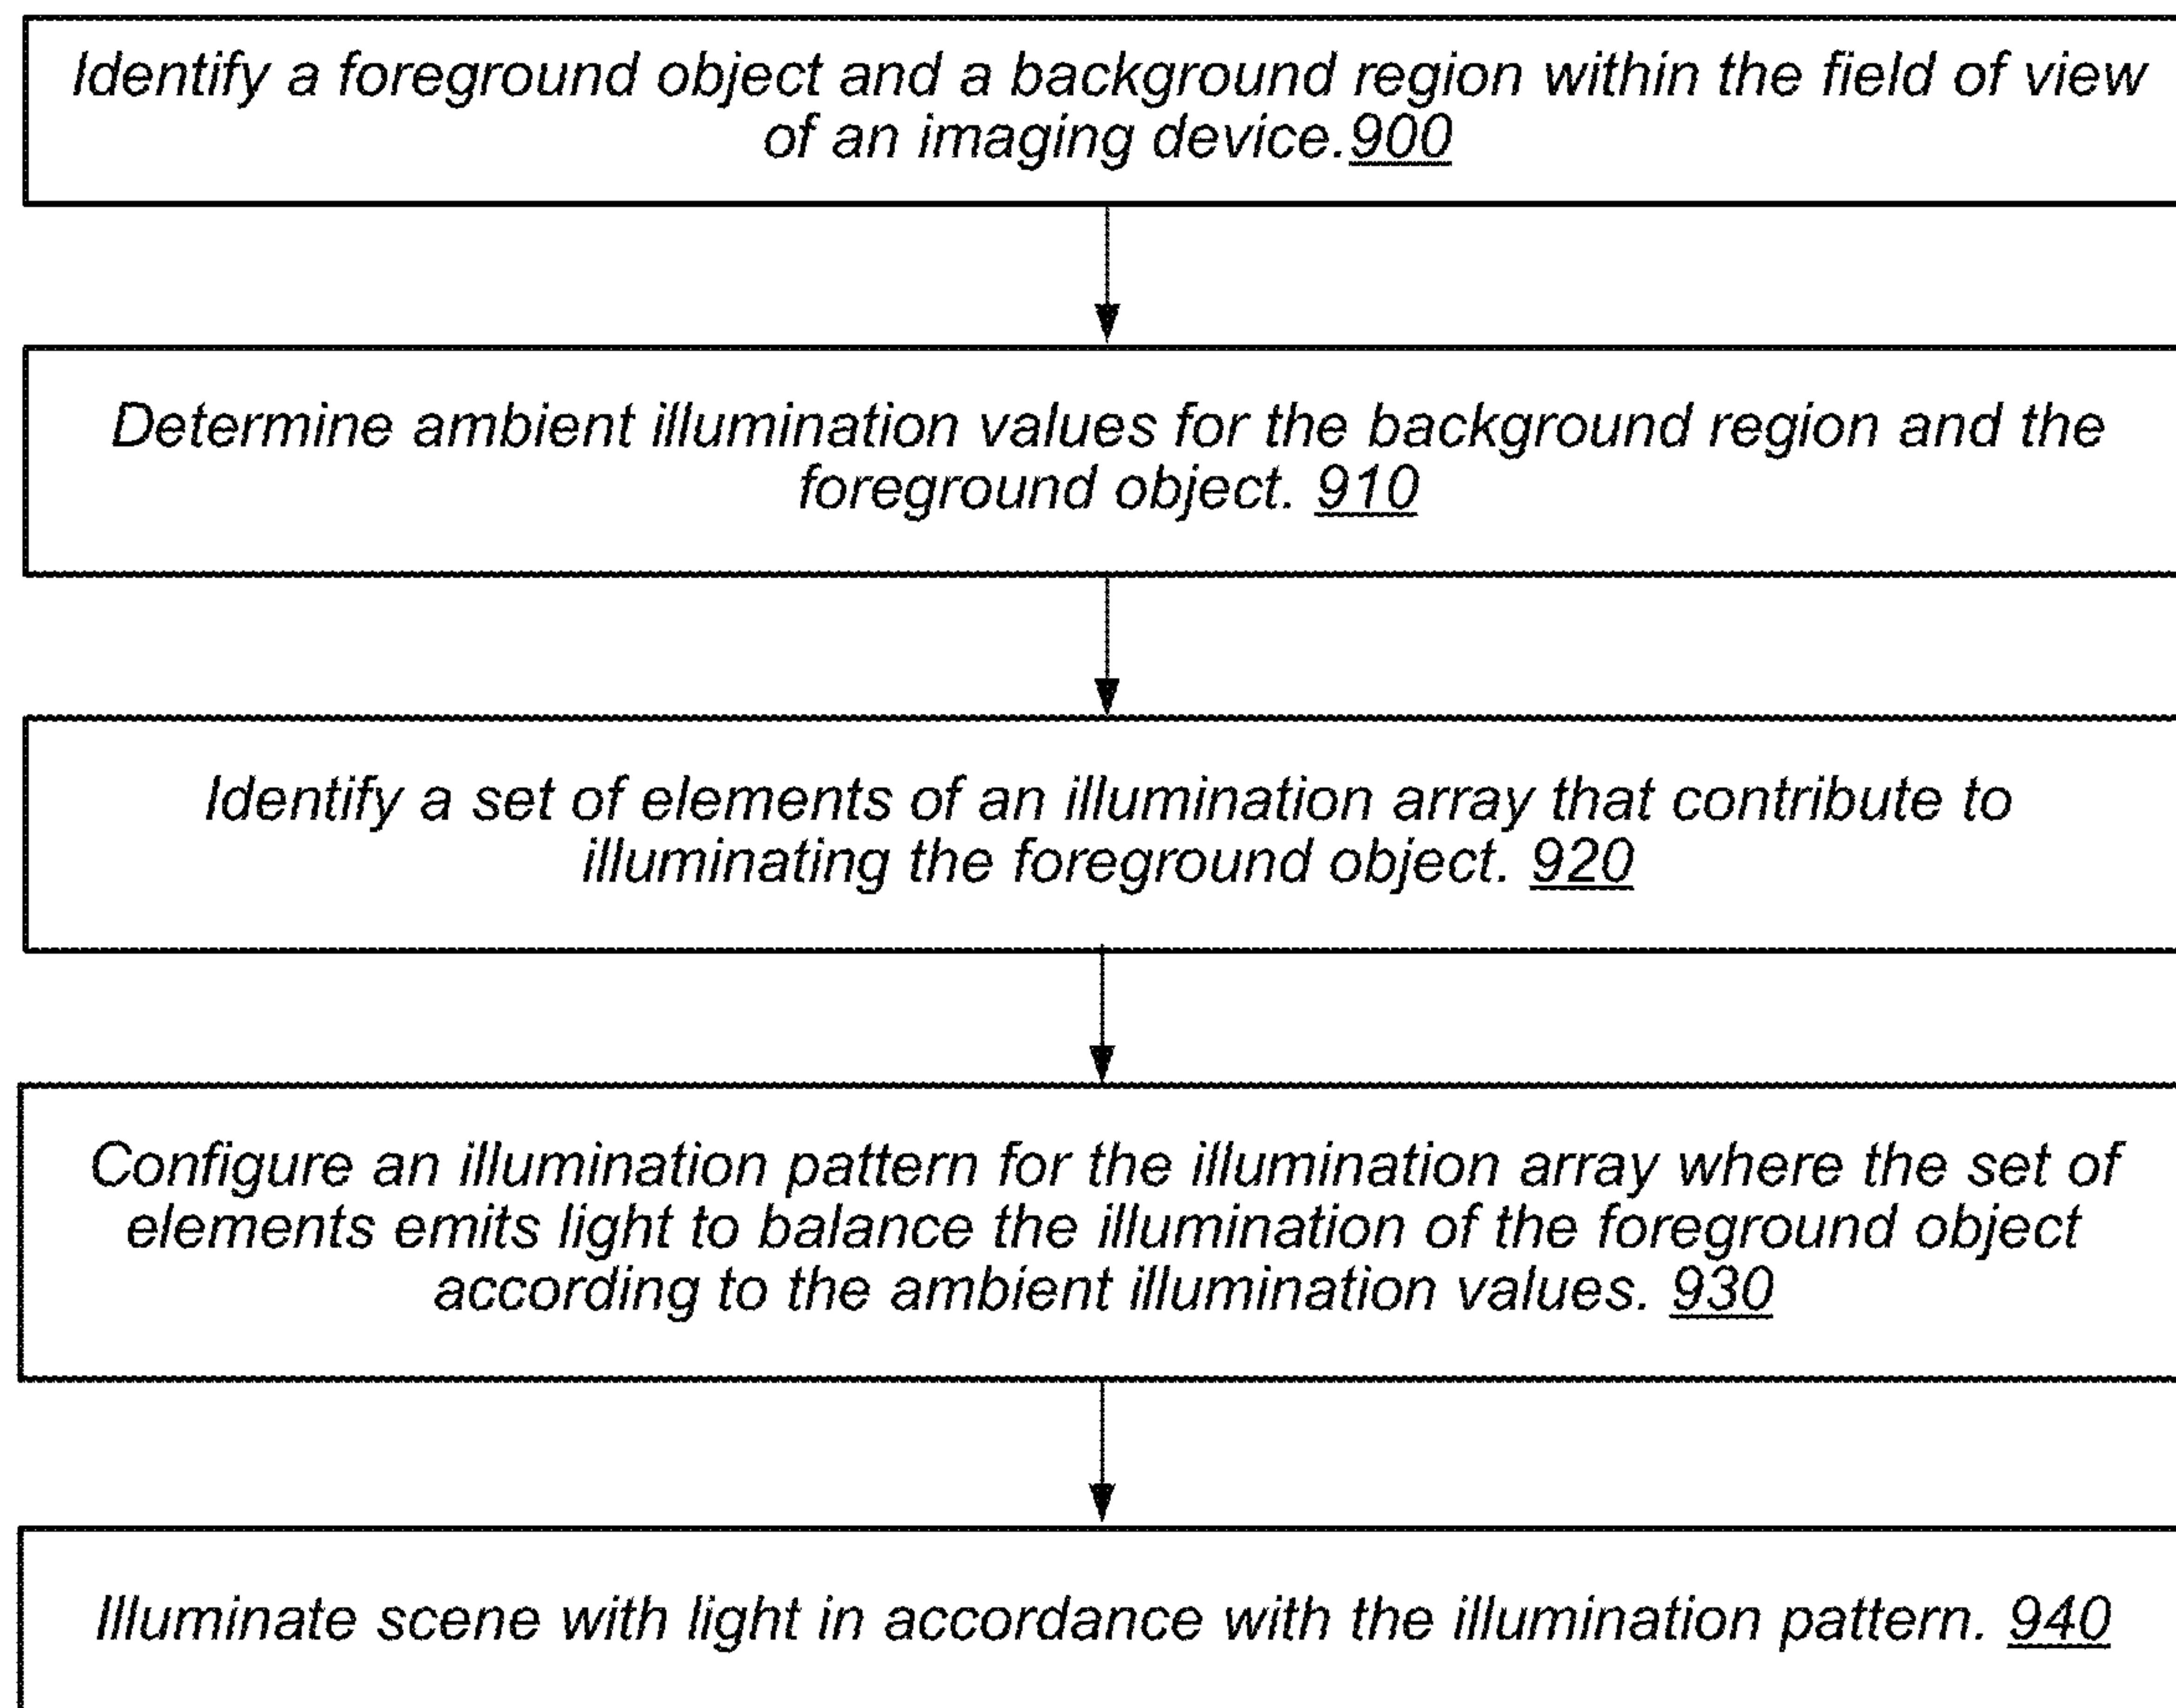 Identify a foreground object and a background region within the field of view
of an imaging device.900
Determine ambient illumination values for the background region and the
foreground object. 910
Identify a set of elements of an illumination array that contribute to
illuminating the foreground object. 920
Configure an illumination pattern for the illumination array where the set of
elements emits light to balance the illumination of the foreground object
according to the ambient illumination values. 930
Illuminate scene with light in accordance with the illumination pattern. 940